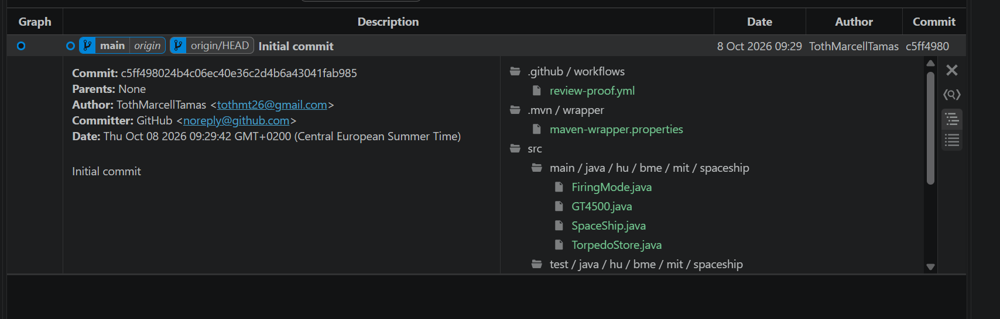 Graph Description Date Author Commit
main origin origin/HEAD Initial commit 8 Oct 2026 09:29 TothMarcellTamas c5ff4980
Commit: c5ff498024b4c06ec40e36c2d4b6a43041fab985
Parents: None
Author: TothMarcellTamas <tothmt26@gmail.com>
Committer: GitHub <noreply@github.com>
Date: Thu Oct 08 2026 09:29:42 GMT+0200 (Central European Summer Time)
Initial commit
.github / workflows
review-proof.yml
.mvn / wrapper
maven-wrapper.properties
src
main / java / hu / bme / mit / spaceship
FiringMode.java
GT4500.java
SpaceShip.java
TorpedoStore.java
test / java / hu / bme / mit / spaceship